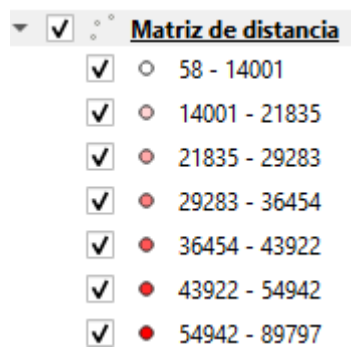 Matriz de distancia
58 - 14001
14001 - 21835
21835 - 29283
29283 - 36454
36454 - 43922
43922 - 54942
54942 - 89797